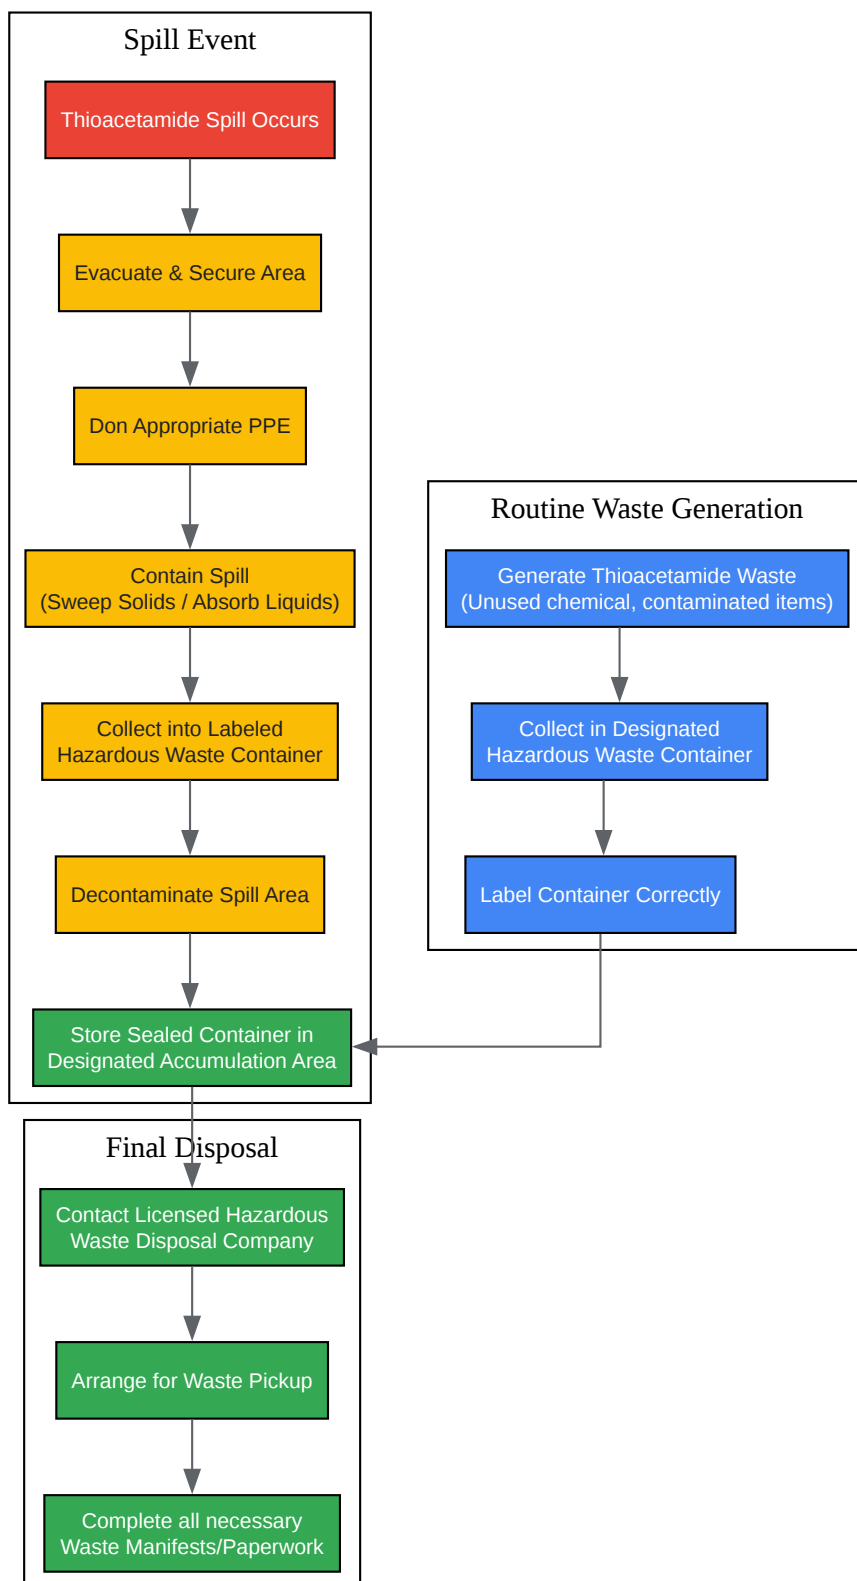 Spill Event
Thioacetamide Spill Occurs
Evacuate & Secure Area
Don Appropriate PPE
Contain Spill
(Sweep Solids / Absorb Liquids)
Collect into Labeled
Hazardous Waste Container
Decontaminate Spill Area
Store Sealed Container in
Designated Accumulation Area
Routine Waste Generation
Generate Thioacetamide Waste
(Unused chemical, contaminated items)
Collect in Designated
Hazardous Waste Container
Label Container Correctly
Final Disposal
Contact Licensed Hazardous
Waste Disposal Company
Arrange for Waste Pickup
Complete all necessary
Waste Manifests/Paperwork